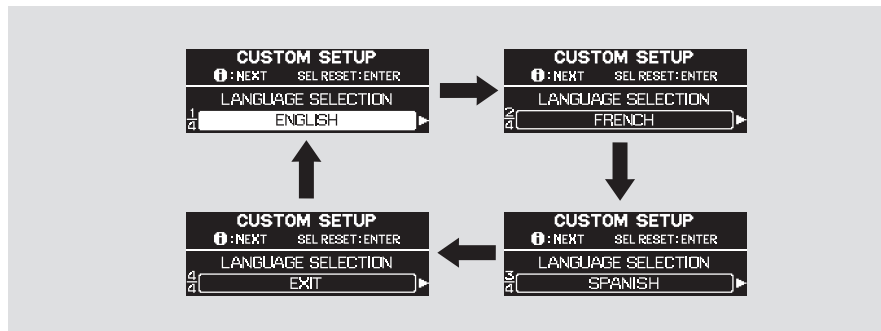 CUSTOM SETUP
i:NEXT SEL RESET:ENTER
LANGUAGE SELECTION
1/4 ENGLISH
CUSTOM SETUP
i:NEXT SEL RESET:ENTER
LANGUAGE SELECTION
2/4 FRENCH
CUSTOM SETUP
i:NEXT SEL RESET:ENTER
LANGUAGE SELECTION
4/4 EXIT
CUSTOM SETUP
i:NEXT SEL RESET:ENTER
LANGUAGE SELECTION
3/4 SPANISH